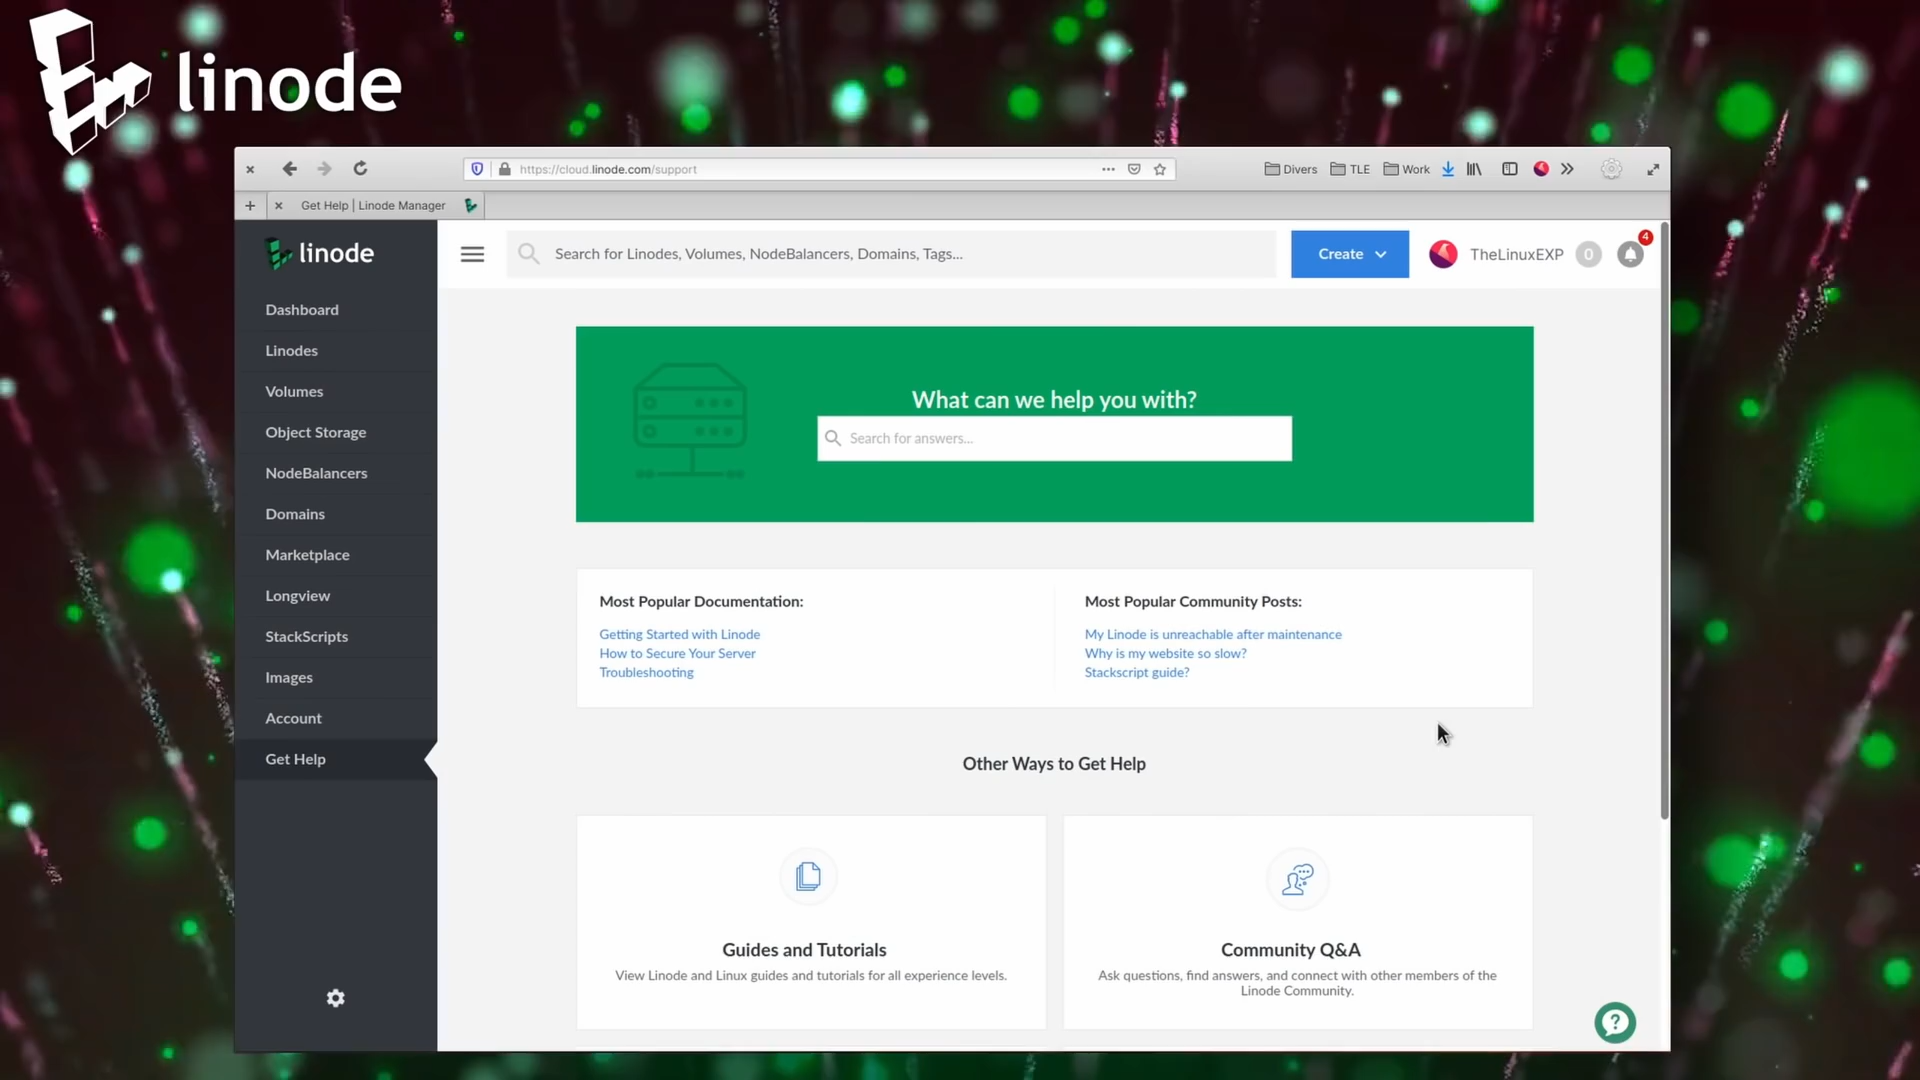 linode
https://cloud.linode.com/support
Divers
TLE
Work
Get Help | Linode Manager
linode
Search for Linodes, Volumes, NodeBalancers, Domains, Tags...
Create
TheLinuxEXP
0
4
Dashboard
Linodes
Volumes
Object Storage
NodeBalancers
Domains
Marketplace
Longview
StackScripts
Images
Account
Get Help
What can we help you with?
Search for answers...
Most Popular Documentation:
Getting Started with Linode
How to Secure Your Server
Troubleshooting
Most Popular Community Posts:
My Linode is unreachable after maintenance
Why is my website so slow?
Stackscript guide?
Other Ways to Get Help
Guides and Tutorials
View Linode and Linux guides and tutorials for all experience levels.
Community Q&A
Ask questions, find answers, and connect with other members of the
Linode Community.